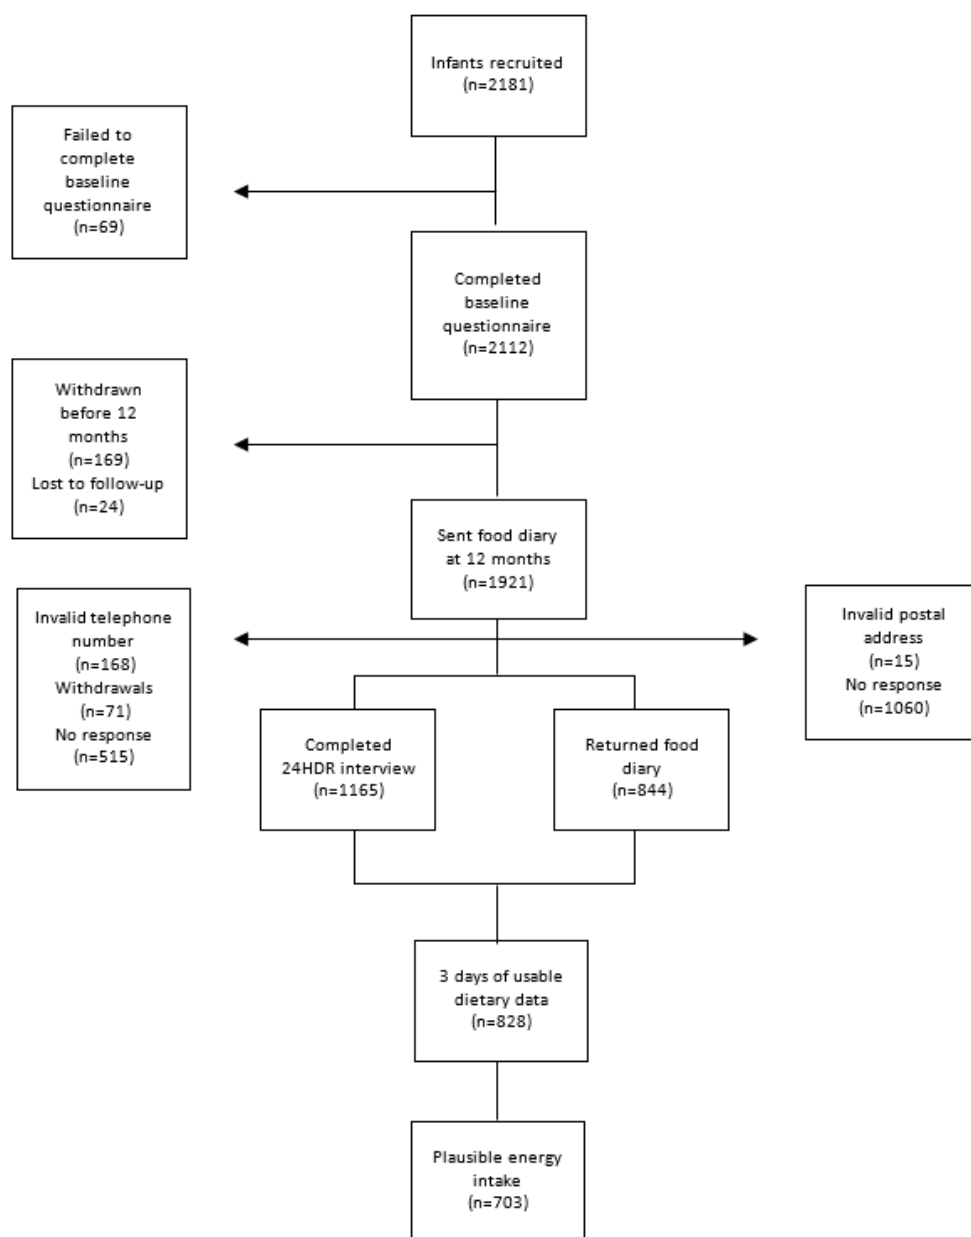 Infants recruited
(n=2181)
Failed to
complete
baseline
questionnaire
(n=69)
Completed
baseline
questionnaire
(n=2112)
Withdrawn
before 12
months
(n=169)
Lost to follow-up
(n=24)
Sent food diary
at 12 months
(n=1921)
Invalid telephone
number
(n=168)
Withdrawals
(n=71)
No response
(n=515)
Invalid postal
address
(n=15)
No response
(n=1060)
Completed
24HDR interview
(n=1165)
Returned food
diary
(n=844)
3 days of usable
dietary data
(n=828)
Plausible energy
intake
(n=703)